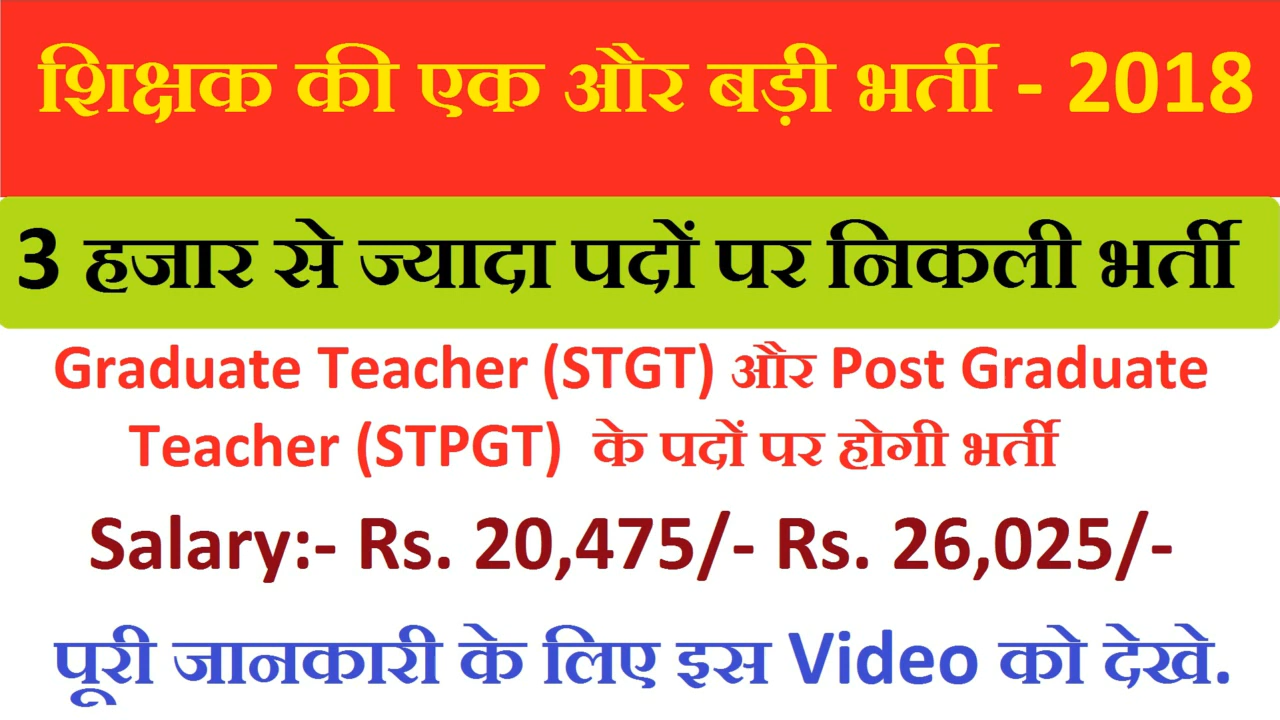 शिक्षक की एक और बड़ी भर्ती - 2018
3 हजार से ज्यादा पदों पर निकली भर्ती
Graduate Teacher (STGT) और Post Graduate
Teacher (STPGT) के पदों पर होगी भर्ती
Salary:- Rs. 20,475/- Rs. 26,025/-
पूरी जानकारी के लिए इस Video को देखे.